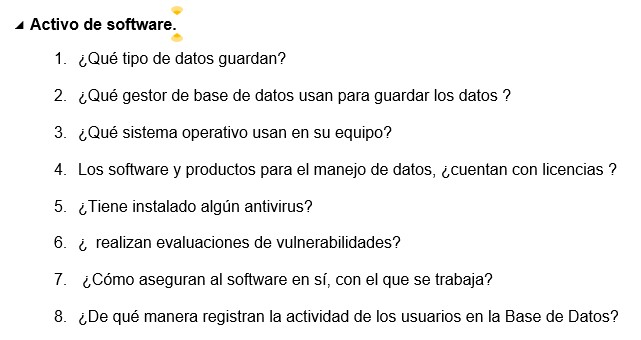 Activo de software.
1. ¿Qué tipo de datos guardan?
2. ¿Qué gestor de base de datos usan para guardar los datos ?
3. ¿Qué sistema operativo usan en su equipo?
4. Los software y productos para el manejo de datos, ¿cuentan con licencias ?
5. ¿Tiene instalado algún antivirus?
6. ¿ realizan evaluaciones de vulnerabilidades?
7. ¿Cómo aseguran al software en sí, con el que se trabaja?
8. ¿De qué manera registran la actividad de los usuarios en la Base de Datos?